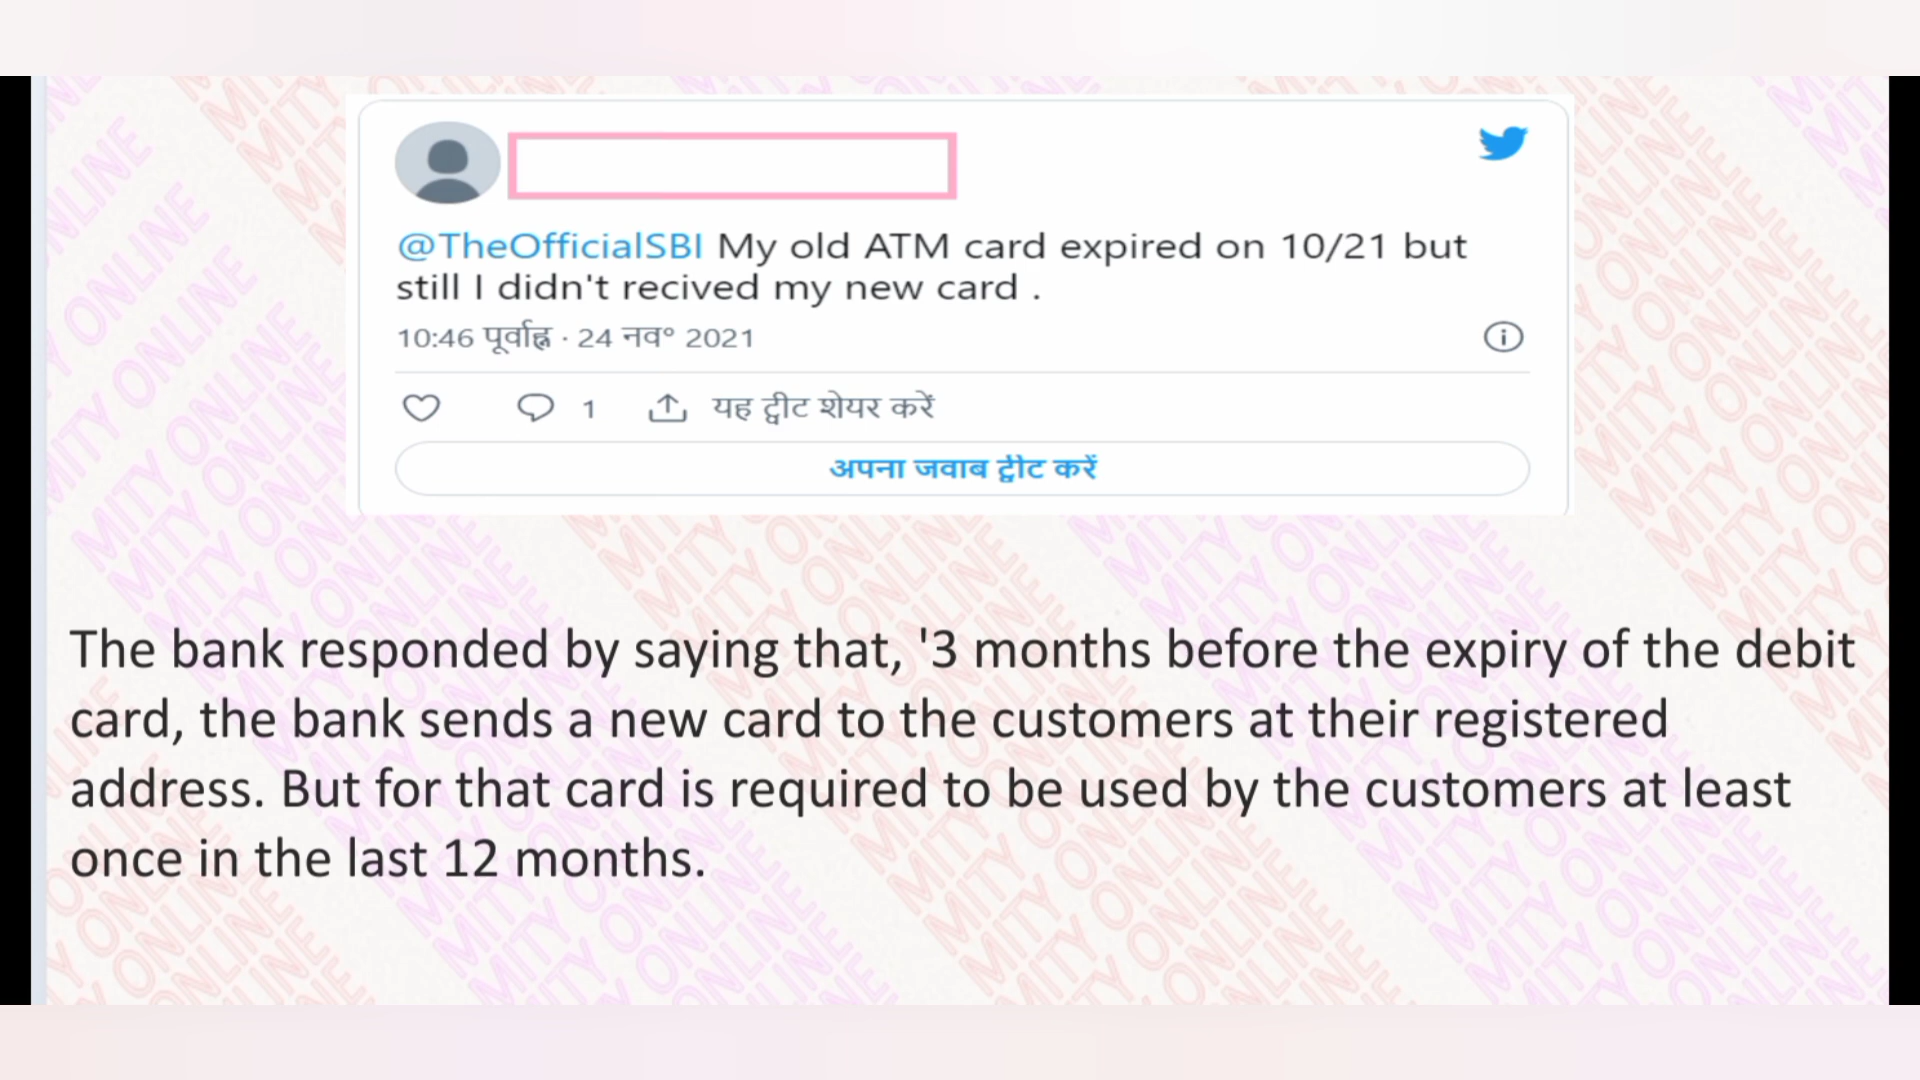 @TheOfficialSBI My old ATM card expired on 10/21 but
still I didn't recived my new card .
10:46 पूर्वाह्न · 24 नव° 2021
1 यह ट्वीट शेयर करें
अपना जवाब ट्वीट करें
The bank responded by saying that, '3 months before the expiry of the debit
card, the bank sends a new card to the customers at their registered
address. But for that card is required to be used by the customers at least
once in the last 12 months.
MITY ONLINE